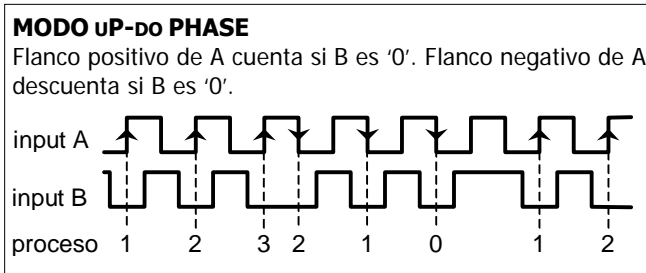 MODO UP-DO PHASE
Flanco positivo de A cuenta si B es ‘0’. Flanco negativo de A
descuenta si B es ‘0’.
input A
input B
proceso 1 2 3 2 1 0 1 2